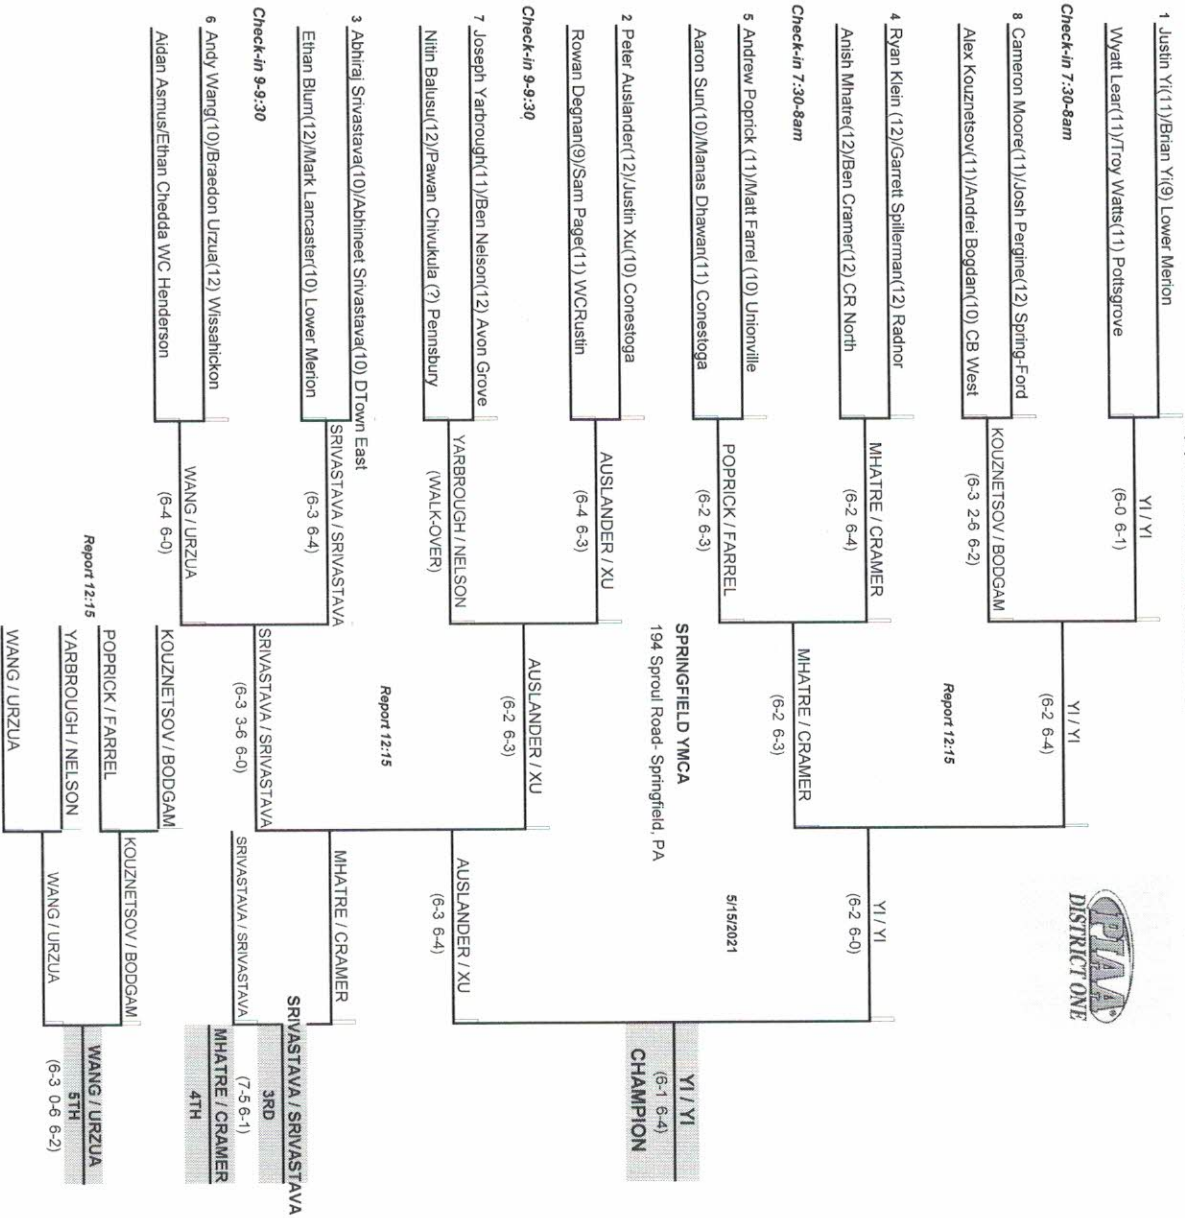 1 Justin Yi(11)/Brian Yi(9) Lower Merion
Wyatt Lear(11)/Troy Watts(11) Pottsgrove
Check-in 7:30-8am
8 Cameron Moore(11)/Josh Pergine(12) Spring-Ford
Alex Kouznetsov(11)/Andrei Bogdan(10) CB West
4 Ryan Klein (12)/Garrett Spillerman(12) Radnor
Anish Mhatre(12)/Ben Cramer(12) CR North
Check-in 7:30-8am
5 Andrew Poprick (11)/Matt Farrel (10) Unionville
Aaron Sun(10)/Manas Dhawan(11) Conestoga
2 Peter Auslander(12)/Justin Xu(10) Conestoga
Rowan Degnan(9)/Sam Page(11) WCRustin
Check-in 9-9:30
7 Joseph Yarbrough(11)/Ben Nelson(12) Avon Grove
Nitin Balusu(12)/Pawan Chivukula (?) Pennsbury
3 Abhiraj Srivastava(10)/Abhineet Srivastava(10) DTown East
Ethan Blum(12)/Mark Lancaster(10) Lower Merion
Check-in 9-9:30
6 Andy Wang(10)/Braedon Urzua(12) Wissahickon
Aidan Asmus/Ethan Chedda WC Henderson
YI / YI
(6-0 6-1)
KOUZNETSOV / BODGAM
(6-3 2-6 6-2)
MHATRE / CRAMER
(6-2 6-4)
POPRICK / FARREL
(6-2 6-3)
AUSLANDER / XU
(6-4 6-3)
YARBROUGH / NELSON
(WALK-OVER)
SRIVASTAVA / SRIVASTAVA
(6-3 6-4)
WANG / URZUA
(6-4 6-0)
Report 12:15
YI / YI
(6-2 6-4)
Report 12:15
MHATRE / CRAMER
(6-2 6-3)
SPRINGFIELD YMCA
194 Sproul Road- Springfield, PA
AUSLANDER / XU
(6-2 6-3)
Report 12:15
SRIVASTAVA / SRIVASTAVA
(6-3 3-6 6-0)
KOUZNETSOV / BODGAM
POPRICK / FARREL
YARBROUGH / NELSON
WANG / URZUA
PIAA®
DISTRICT ONE
YI / YI
(6-2 6-0)
5/15/2021
AUSLANDER / XU
(6-3 6-4)
MHATRE / CRAMER
SRIVASTAVA / SRIVASTAVA
KOUZNETSOV / BODGAM
WANG / URZUA
YI / YI
(6-1 6-4)
CHAMPION
SRIVASTAVA / SRIVASTAVA
3RD
(7-5 6-1)
MHATRE / CRAMER
4TH
WANG / URZUA
5TH
(6-3 0-6 6-2)